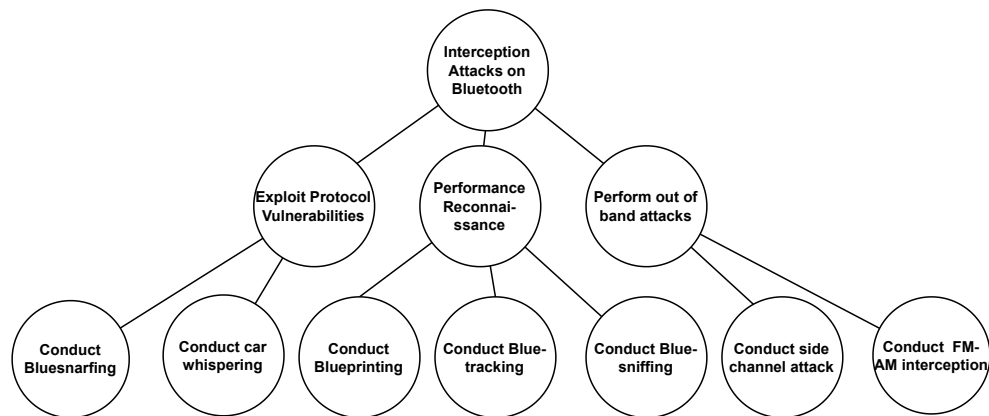 Interception
Attacks on
Bluetooth
Exploit Protocol
Vulnerabilities
Performance
Reconnai-
ssance
Perform out of
band attacks
Conduct
Bluesnarfing
Conduct car
whispering
Conduct
Blueprinting
Conduct Blue-
tracking
Conduct Blue-
sniffing
Conduct side
channel attack
Conduct FM-
AM interception